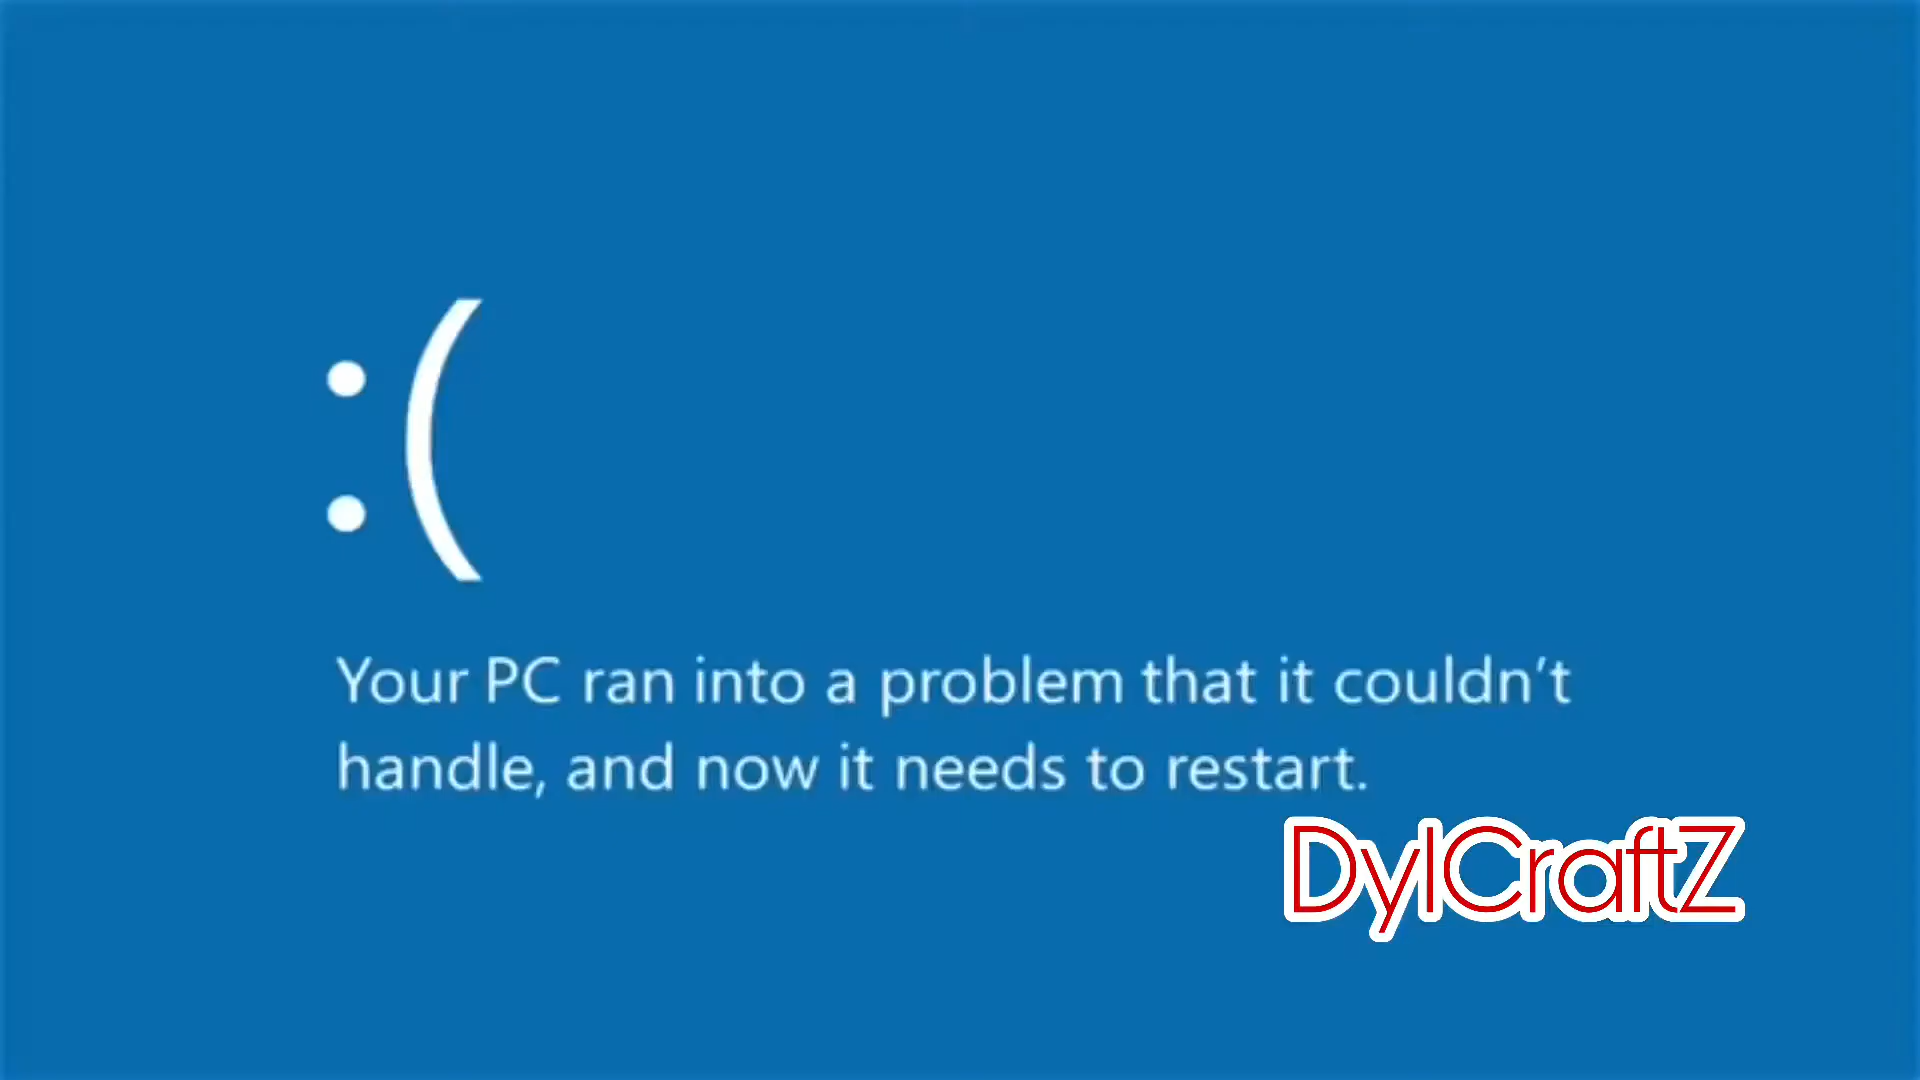 :(
Your PC ran into a problem that it couldn’t
handle, and now it needs to restart.
DylCraftZ